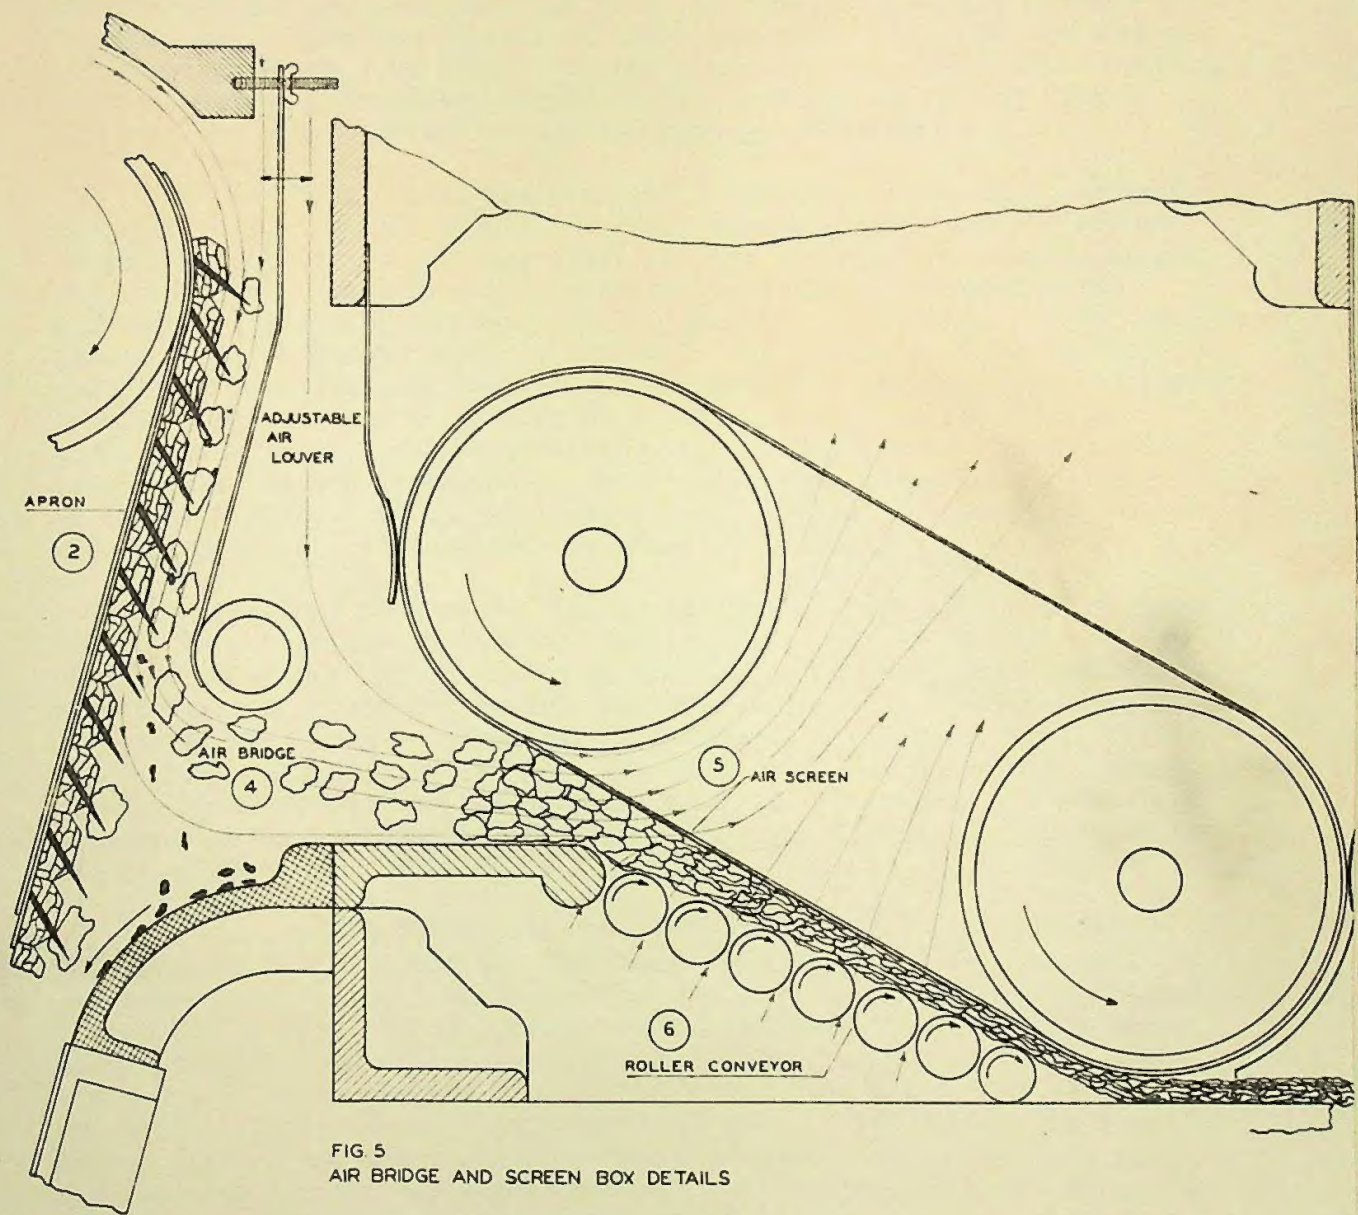 ADJUSTABLE
AIR
LOUVER
APRON
2
AIR BRIDGE
4
5
AIR SCREEN
6
ROLLER CONVEYOR
FIG. 5
AIR BRIDGE AND SCREEN BOX DETAILS